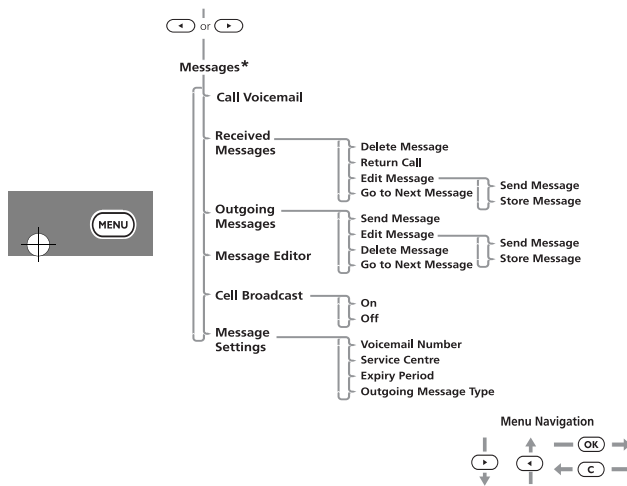 or
Messages*
Call Voicemail
Received
Messages
Delete Message
Return Call
Edit Message
Go to Next Message
Send Message
Store Message
MENU
Outgoing
Messages
Send Message
Edit Message
Delete Message
Go to Next Message
Send Message
Store Message
Message Editor
Cell Broadcast
On
Off
Message
Settings
Voicemail Number
Service Centre
Expiry Period
Outgoing Message Type
Menu Navigation
OK
C